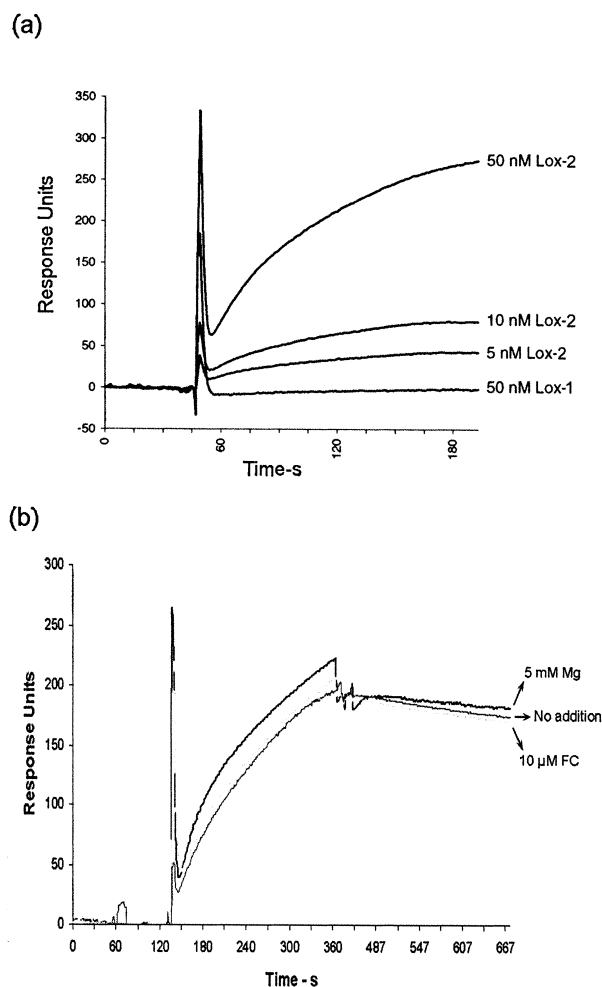 (a)
350
300
250
200
150
100
50
0
-50
Response Units
50 nM Lox-2
10 nM Lox-2
5 nM Lox-2
50 nM Lox-1
0 60 120 180
Time-s
(b)
300
250
200
150
100
50
0
Response Units
5 mM Mg
No addition
10 µM FC
0 60 120 180 240 300 360 487 547 607 667
Time - s